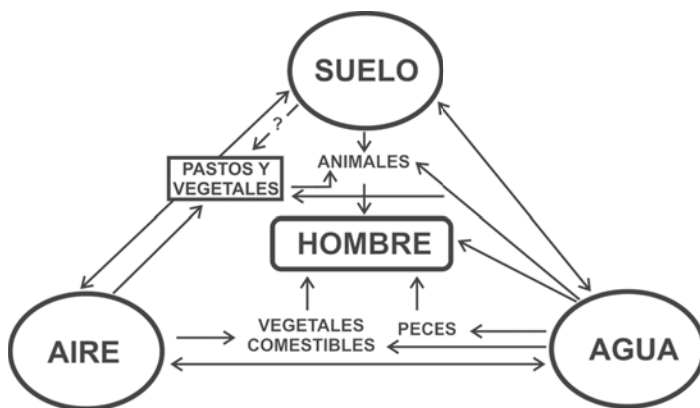 SUELO
?
PASTOS Y
VEGETALES
ANIMALES
HOMBRE
AIRE
VEGETALES
COMESTIBLES
PECES
AGUA